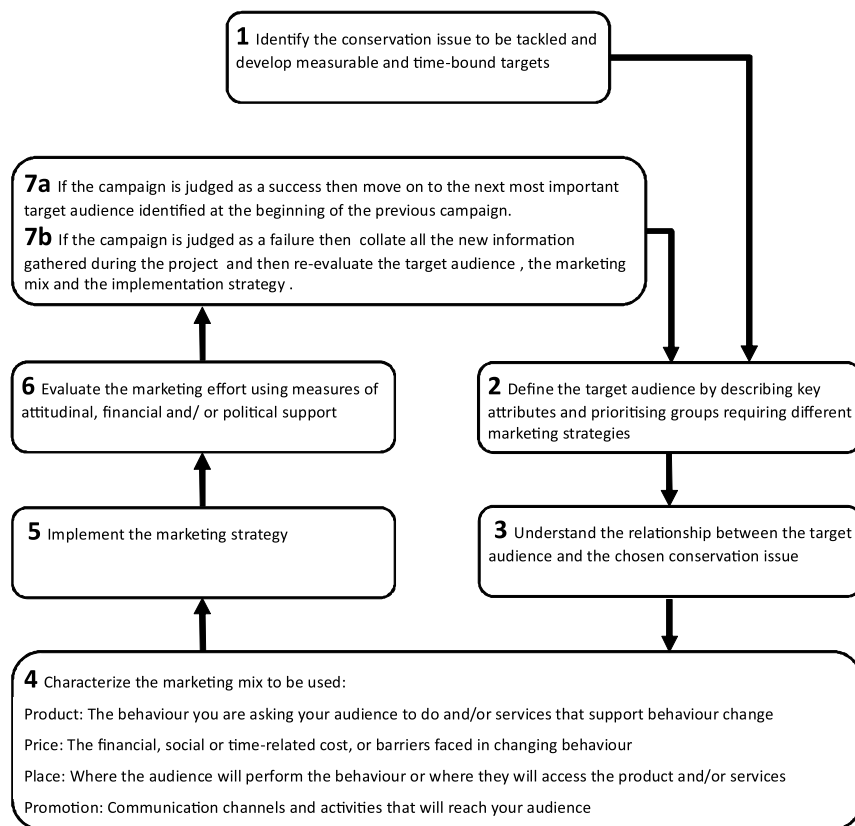 1 Identify the conservation issue to be tackled and
develop measurable and time-bound targets
7a If the campaign is judged as a success then move on to the next most important
target audience identified at the beginning of the previous campaign.
7b If the campaign is judged as a failure then collate all the new information
gathered during the project and then re-evaluate the target audience , the marketing
mix and the implementation strategy .
6 Evaluate the marketing effort using measures of
attitudinal, financial and/ or political support
2 Define the target audience by describing key
attributes and prioritising groups requiring different
marketing strategies
5 Implement the marketing strategy
3 Understand the relationship between the target
audience and the chosen conservation issue
4 Characterize the marketing mix to be used:
Product: The behaviour you are asking your audience to do and/or services that support behaviour change
Price: The financial, social or time-related cost, or barriers faced in changing behaviour
Place: Where the audience will perform the behaviour or where they will access the product and/or services
Promotion: Communication channels and activities that will reach your audience